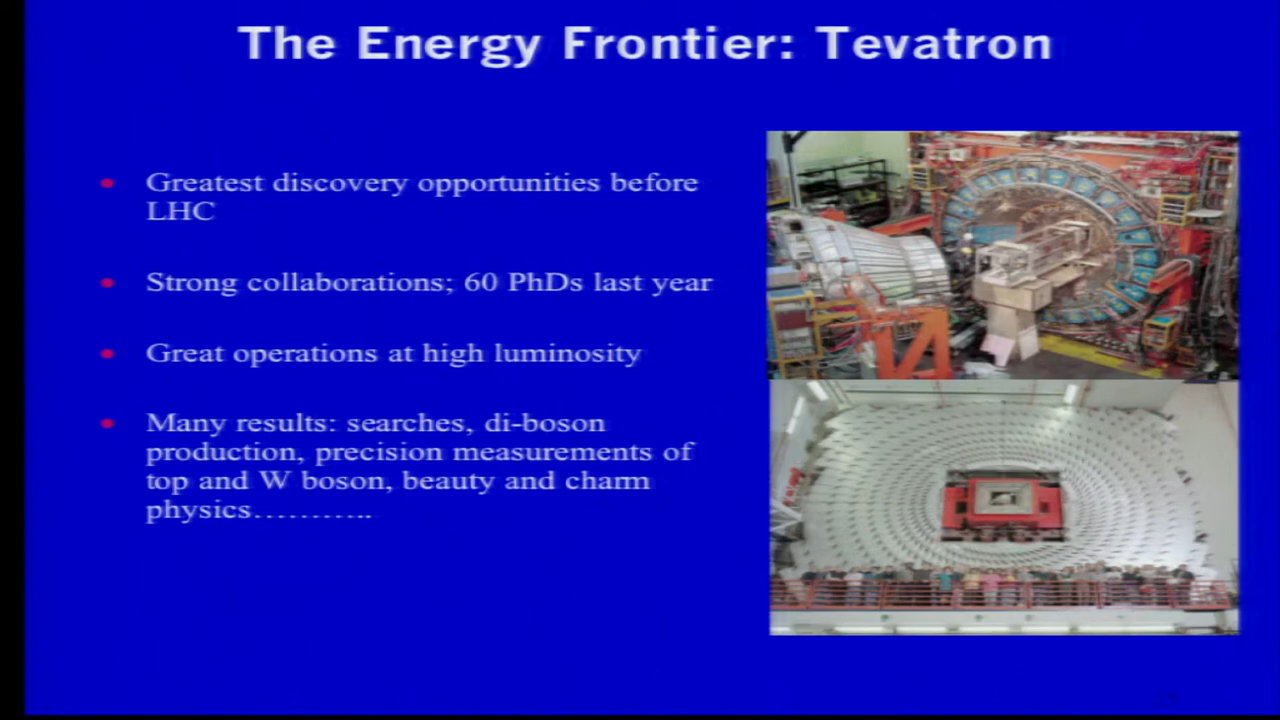 The Energy Frontier: Tevatron
Greatest discovery opportunities before
LHC
Strong collaborations; 60 PhDs last year
Great operations at high luminosity
Many results: searches, di-boson
production, precision measurements of
top and W boson, beauty and charm
physics………..